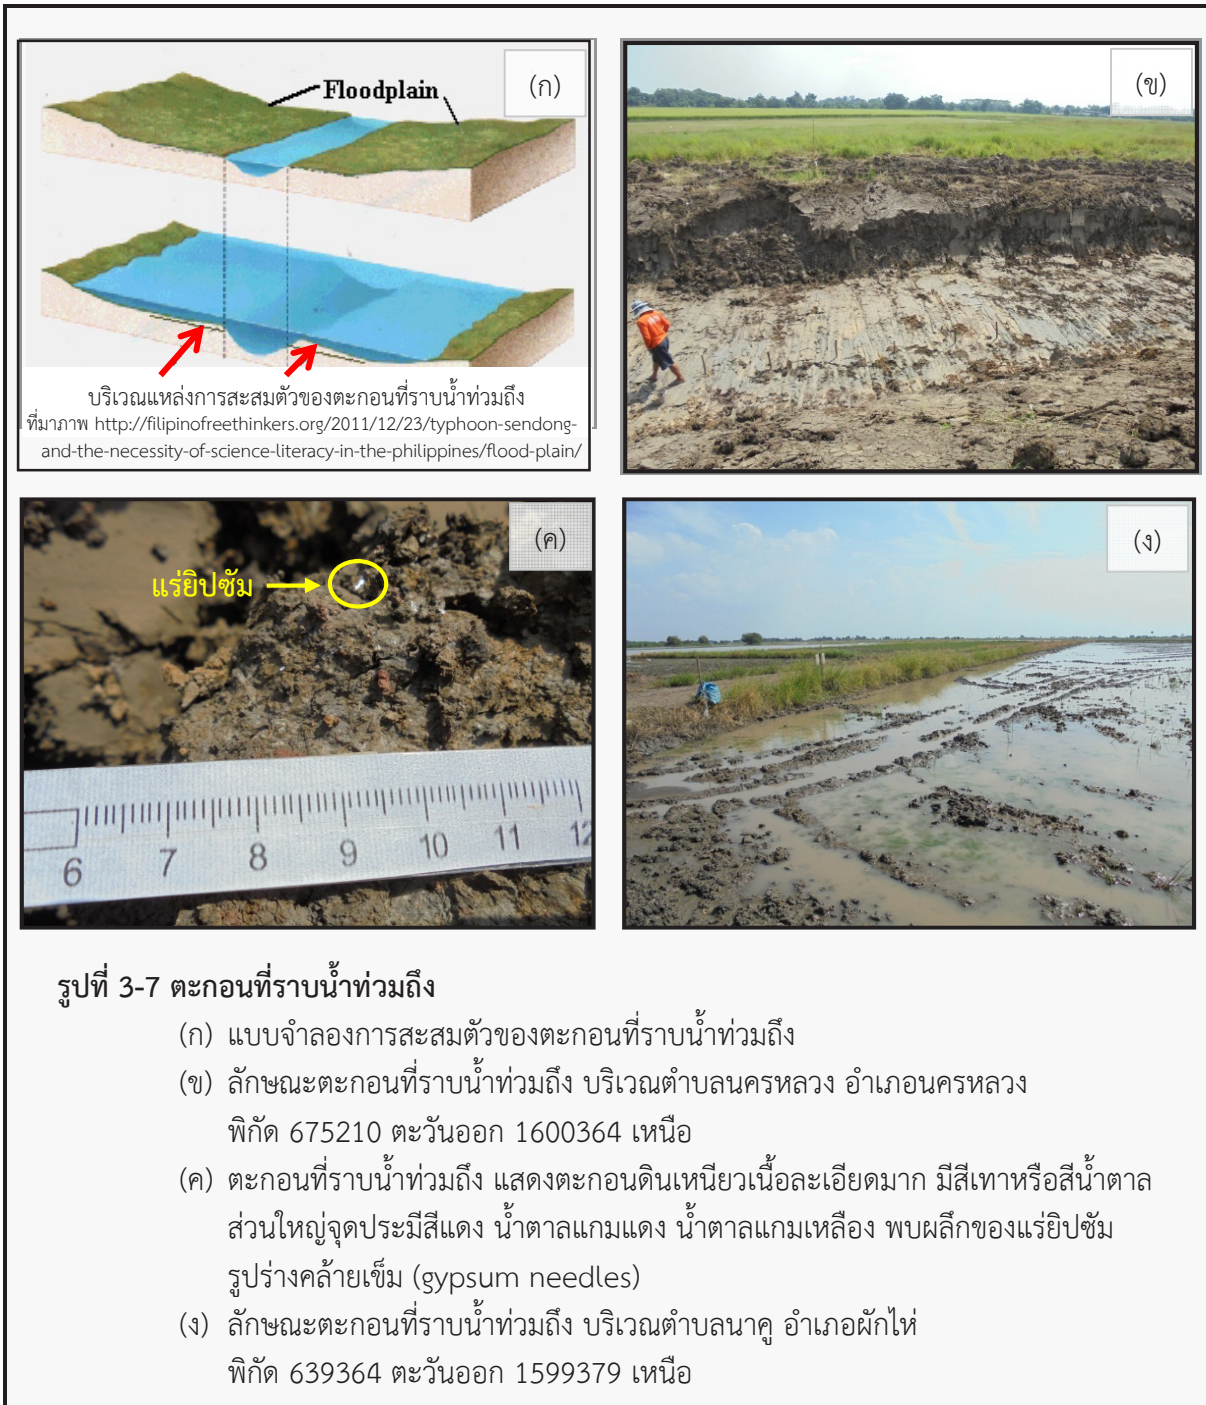 Floodplain
(ก)
บริเวณแหล่งการสะสมตัวของตะกอนที่ราบน้ำท่วมถึง
ที่มาภาพ http://filipinofreethinkers.org/2011/12/23/typhoon-sendong-
and-the-necessity-of-science-literacy-in-the-philippines/flood-plain/
(ข)
(ค)
แร่ยิปซัม
6 7 8 9 10 11 12
(ง)
รูปที่ 3-7 ตะกอนที่ราบน้ำท่วมถึง
(ก) แบบจำลองการสะสมตัวของตะกอนที่ราบน้ำท่วมถึง
(ข) ลักษณะตะกอนที่ราบน้ำท่วมถึง บริเวณตำบลนครหลวง อำเภอนครหลวง
พิกัด 675210 ตะวันออก 1600364 เหนือ
(ค) ตะกอนที่ราบน้ำท่วมถึง แสดงตะกอนดินเหนียวเนื้อละเอียดมาก มีสีเทาหรือสีน้ำตาล
ส่วนใหญ่จุดประมีสีแดง น้ำตาลแกมแดง น้ำตาลแกมเหลือง พบผลึกของแร่ยิปซัม
รูปร่างคล้ายเข็ม (gypsum needles)
(ง) ลักษณะตะกอนที่ราบน้ำท่วมถึง บริเวณตำบลนาคู อำเภอผักไห่
พิกัด 639364 ตะวันออก 1599379 เหนือ